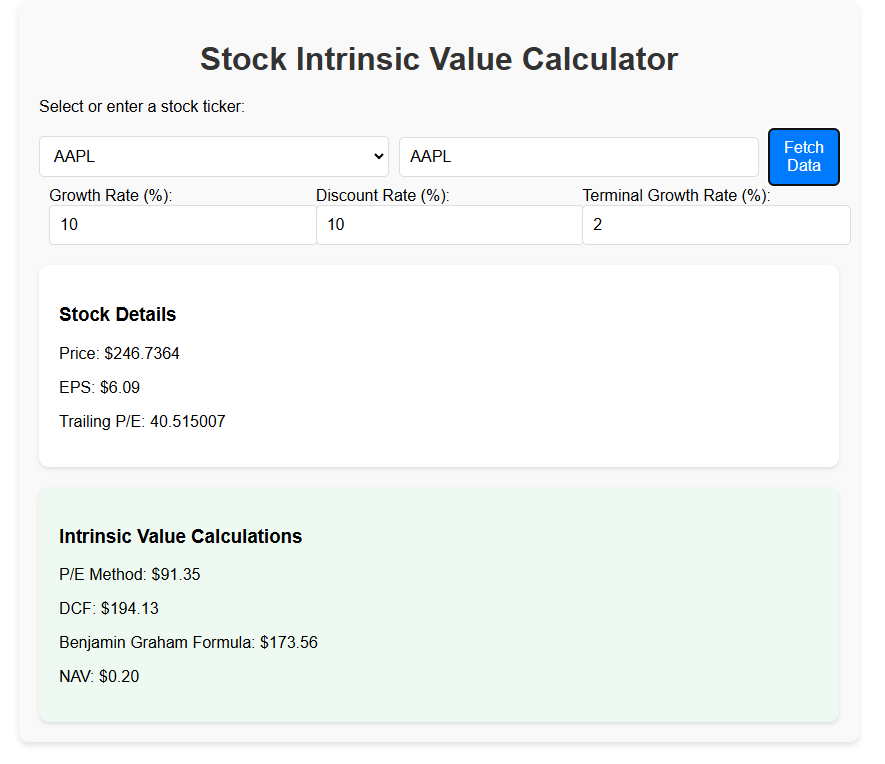 Stock Intrinsic Value Calculator
Select or enter a stock ticker:
AAPL AAPL Fetch
Data
Growth Rate (%): Discount Rate (%): Terminal Growth Rate (%):
10 10 2
Stock Details
Price: $246.7364
EPS: $6.09
Trailing P/E: 40.515007
Intrinsic Value Calculations
P/E Method: $91.35
DCF: $194.13
Benjamin Graham Formula: $173.56
NAV: $0.20